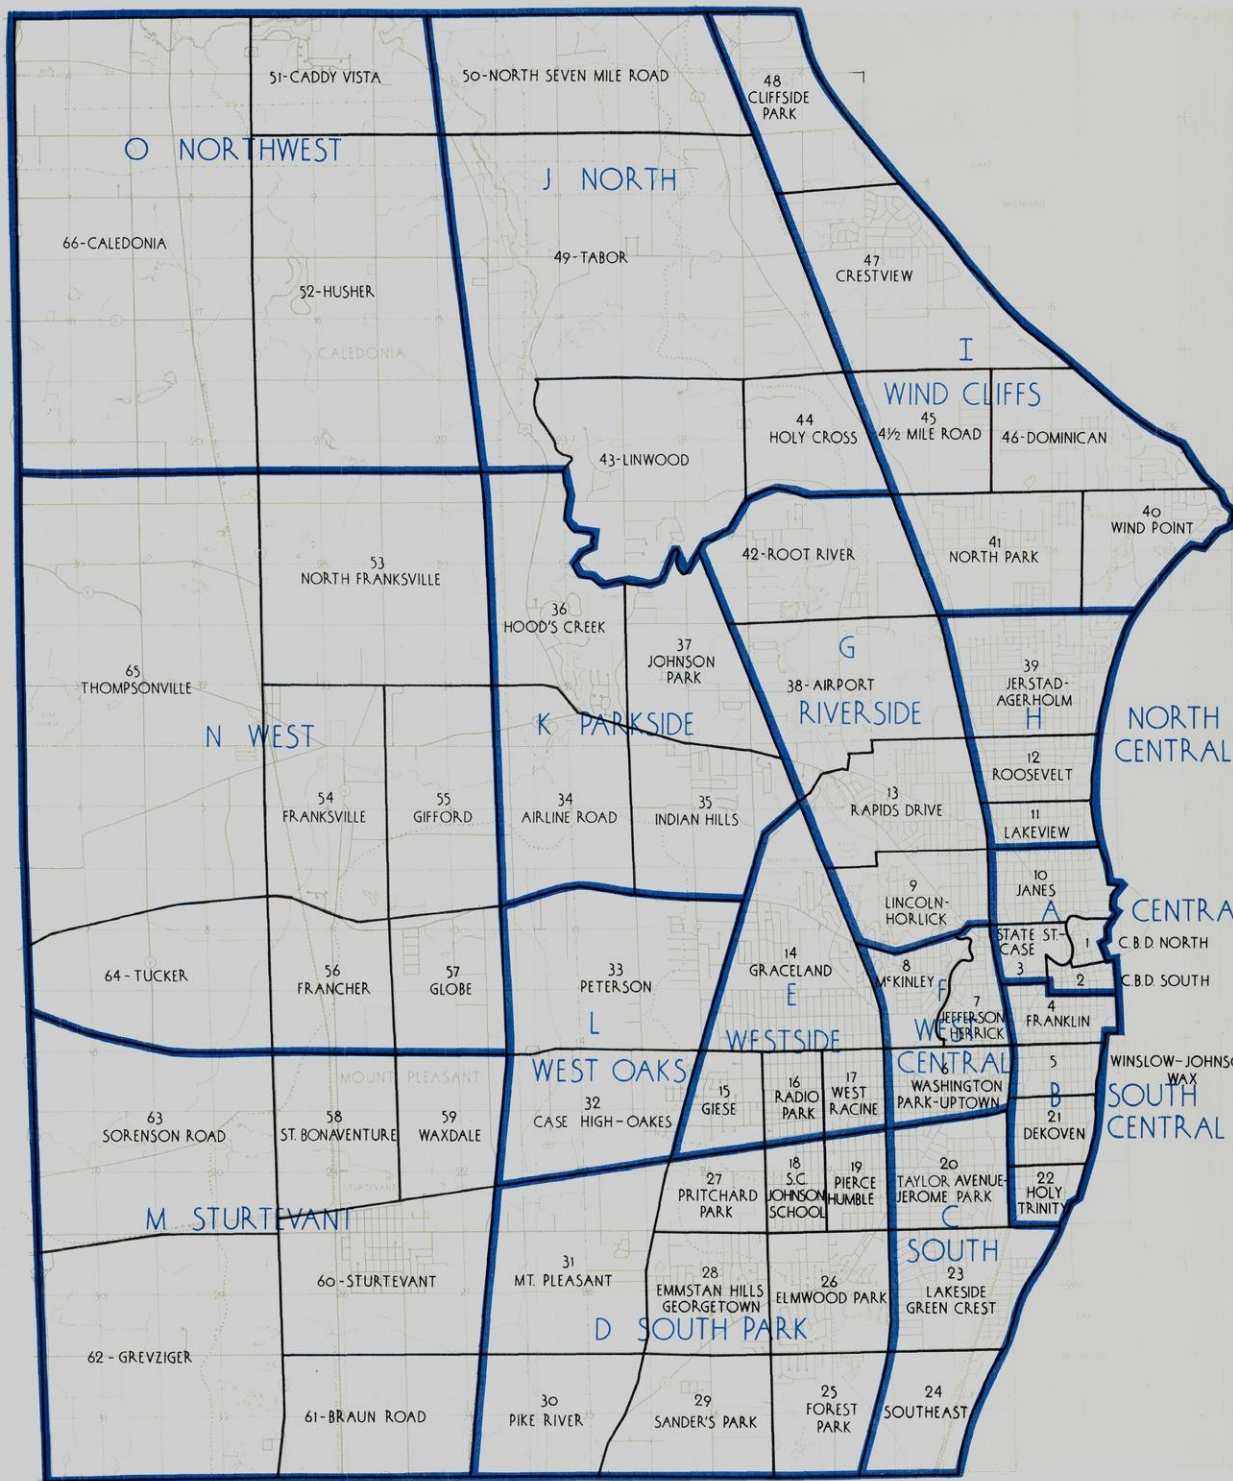 51-CADDY VISTA
50-NORTH SEVEN MILE ROAD
48
CLIFFSIDE
PARK
O NORTHWEST
J NORTH
66-CALEDONIA
49-TABOR
47
CRESTVIEW
52-HUSHER
CALEDONIA
I
WIND CLIFFS
44
HOLY CROSS
45
4½ MILE ROAD
46-DOMINICAN
43-LINWOOD
40
WIND POINT
41
NORTH PARK
42-ROOT RIVER
53
NORTH FRANKSVILLE
36
HOOD'S CREEK
37
JOHNSON
PARK
G
RIVERSIDE
38-AIRPORT
39
JERSTAD-
AGERHOLM
H
NORTH
CENTRAL
65
THOMPSONVILLE
N WEST
K PARKSIDE
12
ROOSEVELT
54
FRANKSVILLE
55
GIFFORD
34
AIRLINE ROAD
35
INDIAN HILLS
13
RAPIDS DRIVE
11
LAKEVIEW
10
JANES
9
LINCOLN-
HORLICK
A
CENTRA
STATE ST.-
CASE
3
1
C.B.D. NORTH
2
C.B.D. SOUTH
64-TUCKER
56
FRANCHER
57
GLOBE
33
PETERSON
14
GRACELAND
E
WESTSIDE
8
McKINLEY
F
WEST
CENTRAL
7
JEFFERSON
HERRICK
4
FRANKLIN
L
WEST OAKS
MOUNT PLEASANT
5
WINSLOW-JOHNSO
WAX
B
SOUTH
CENTRAL
6
WASHINGTON
PARK-UPTOWN
63
SORENSON ROAD
58
ST. BONAVENTURE
59
WAXDALE
32
CASE HIGH-OAKES
15
GIESE
16
RADIO
PARK
17
WEST
RACINE
21
DEKOVEN
27
PRITCHARD
PARK
18
S.C.
JOHNSON
SCHOOL
19
PIERCE
HUMBLE
20
TAYLOR AVENUE-
JEROME PARK
22
HOLY
TRINITY
M STURTEVANT
C
SOUTH
60-STURTEVANT
31
MT. PLEASANT
28
EMMSTAN HILLS
GEORGETOWN
26
ELMWOOD PARK
23
LAKESIDE
GREEN CREST
D SOUTH PARK
62-GREVZIGER
61-BRAUN ROAD
30
PIKE RIVER
29
SANDER'S PARK
25
FOREST
PARK
24
SOUTHEAST